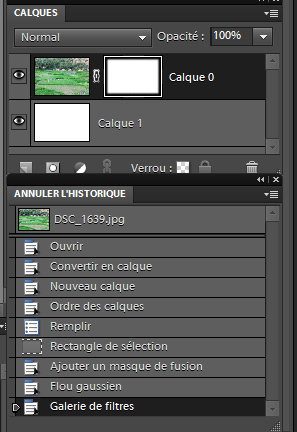 CALQUES
Normal Opacité : 100%
Calque 0
Calque 1
Verrou :
ANNULER L'HISTORIQUE
DSC_1639.jpg
Ouvrir
Convertir en calque
Nouveau calque
Ordre des calques
Remplir
Rectangle de sélection
Ajouter un masque de fusion
Flou gaussien
Galerie de filtres